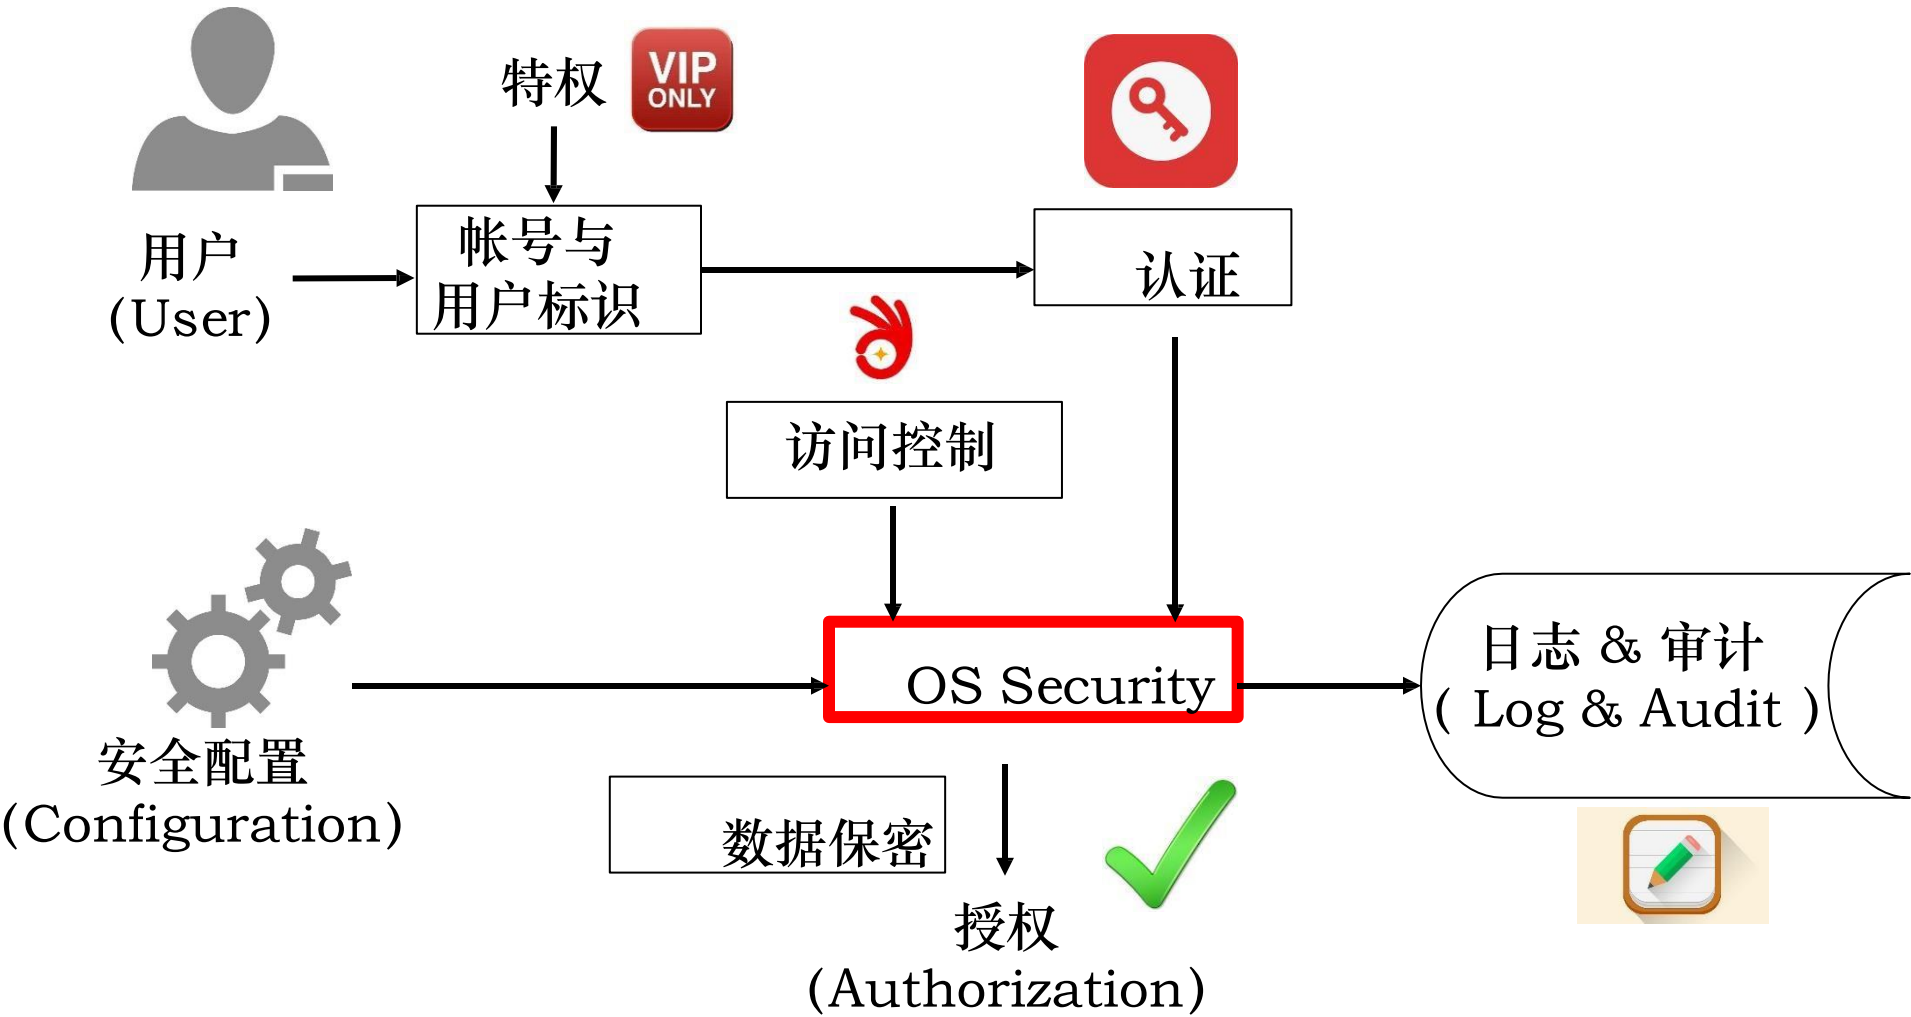 特权
VIP
ONLY
用户
(User)
帐号与
用户标识
认证
访问控制
安全配置
(Configuration)
OS Security
日志 & 审计
( Log & Audit )
数据保密
授权
(Authorization)